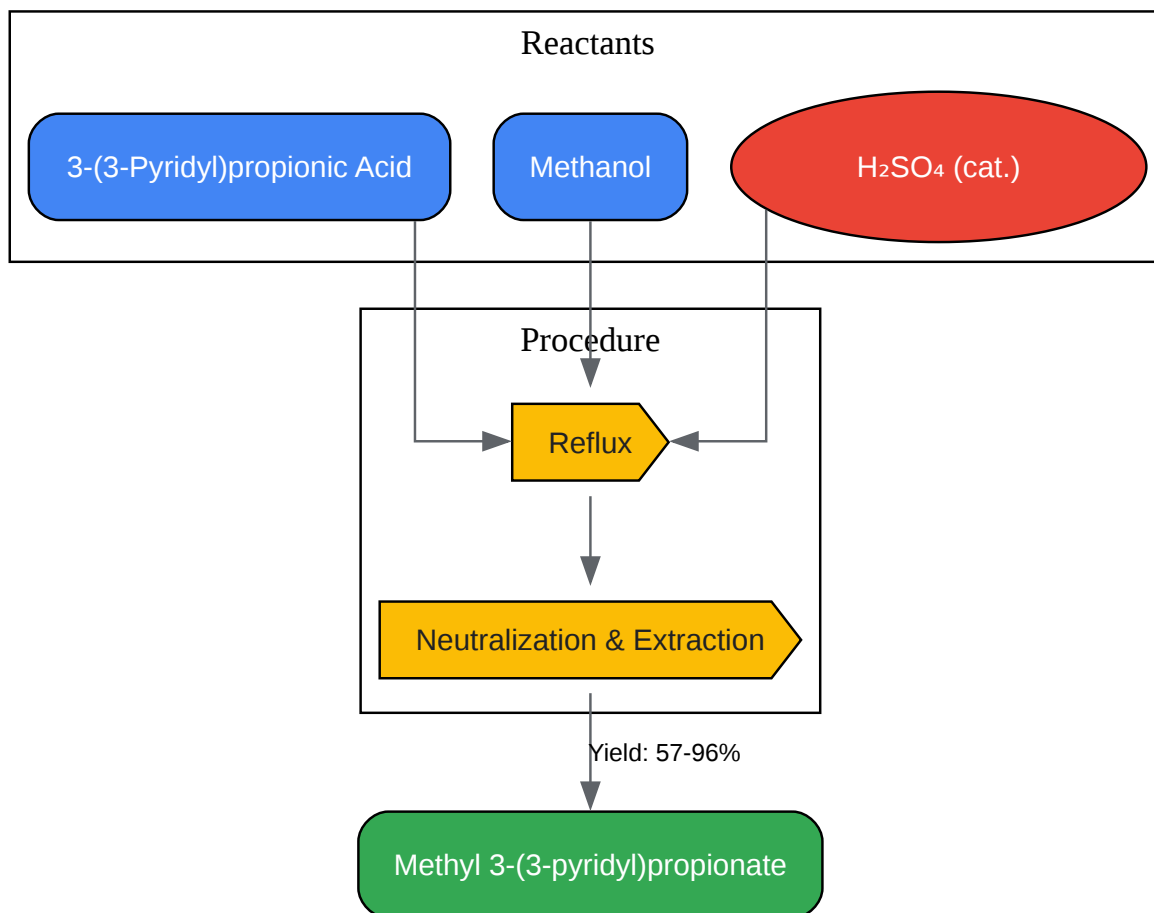 Reactants
3-(3-Pyridyl)propionic Acid
Methanol
H₂SO₄ (cat.)
Procedure
Reflux
Neutralization & Extraction
Yield: 57-96%
Methyl 3-(3-pyridyl)propionate